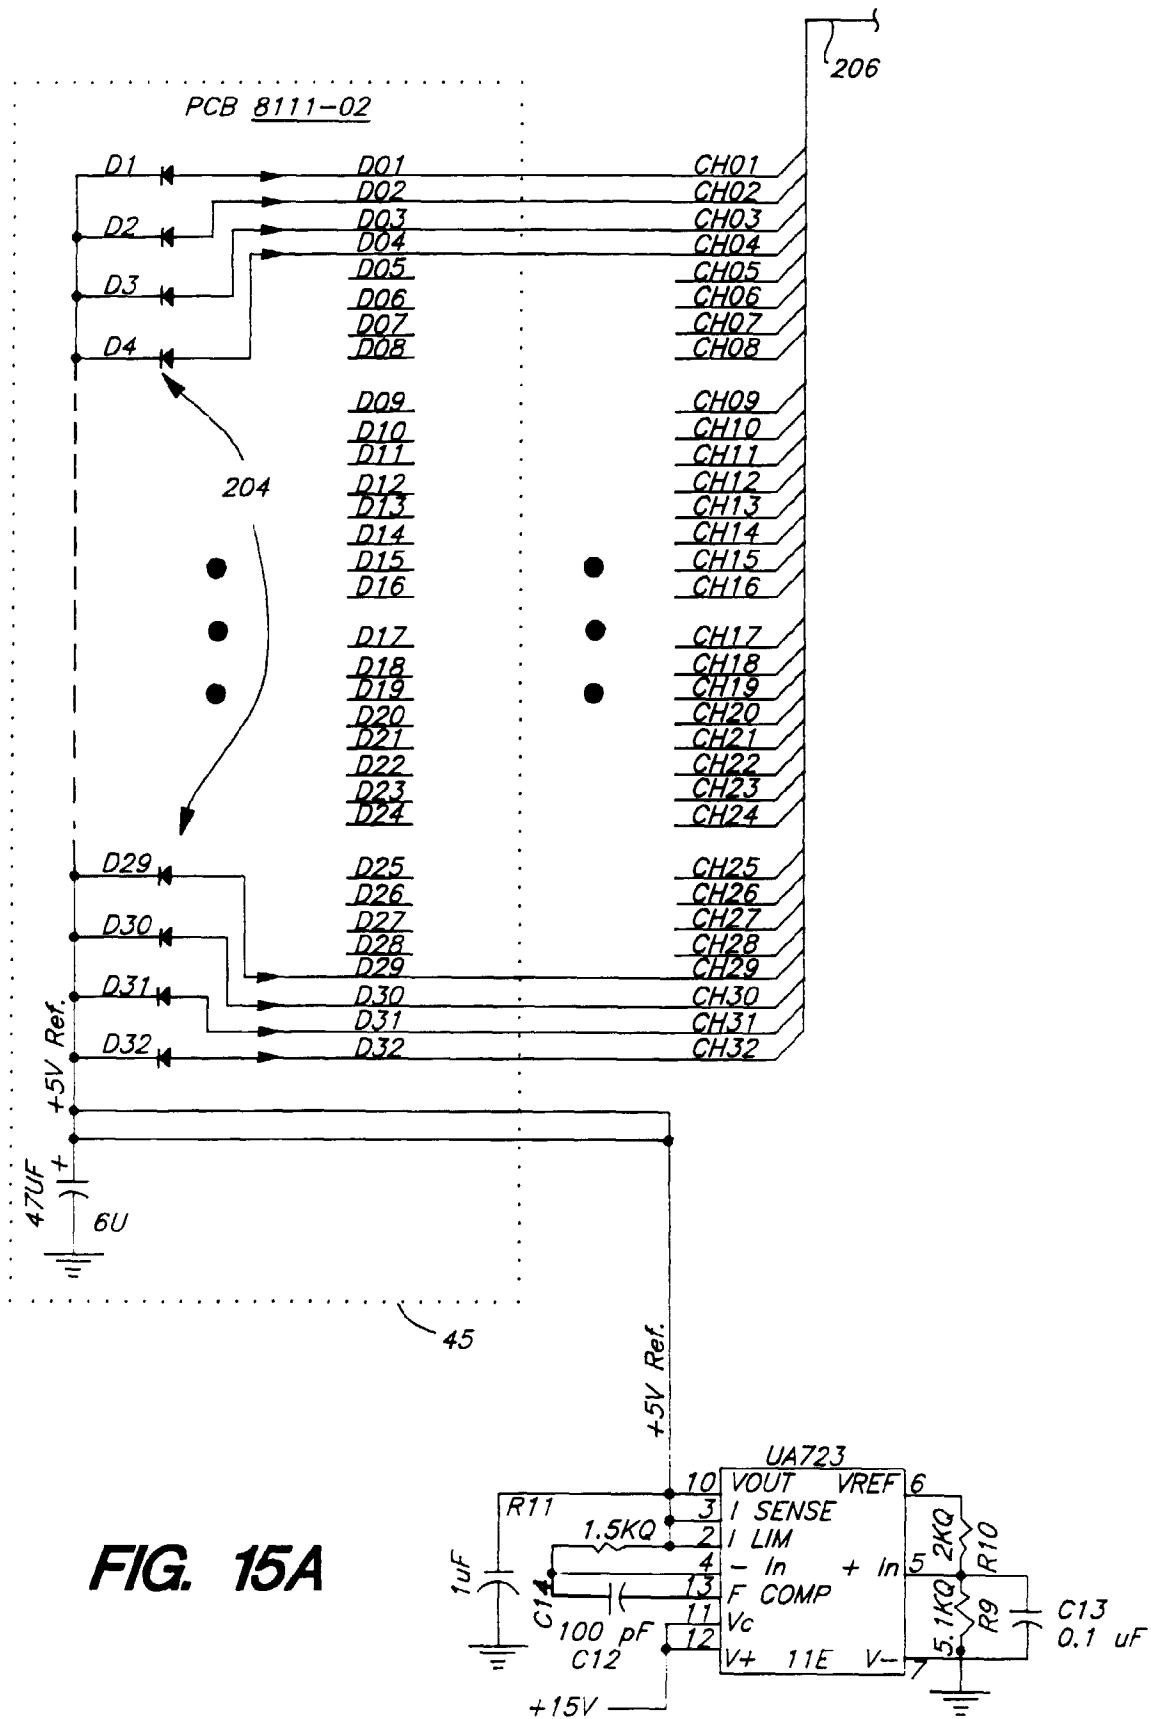 206
PCB 8111-02
D1 D01 CH01
D02 CH02
D2 D03 CH03
D04 CH04
D05 CH05
D3 D06 CH06
D07 CH07
D4 D08 CH08
D09 CH09
D10 CH10
D11 CH11
204
D12 CH12
D13 CH13
D14 CH14
D15 CH15
D16 CH16
D17 CH17
D18 CH18
D19 CH19
D20 CH20
D21 CH21
D22 CH22
D23 CH23
D24 CH24
D29 D25 CH25
D26 CH26
D30 D27 CH27
D28 CH28
D29 CH29
D31 D30 CH30
D31 CH31
D32 D32 CH32
+5V Ref.
+
47UF
6U
45
+5V Ref.
UA723
10 VOUT VREF 6
R11
3 I SENSE
1.5KQ 2 I LIM
2KQ R10
4 - In + In 5
1uF
C14
13 F COMP
100 pF
C12
11 Vc
12 V+ 11E V- 7
5.1KQ R9
C13
0.1 uF
+15V
FIG. 15A